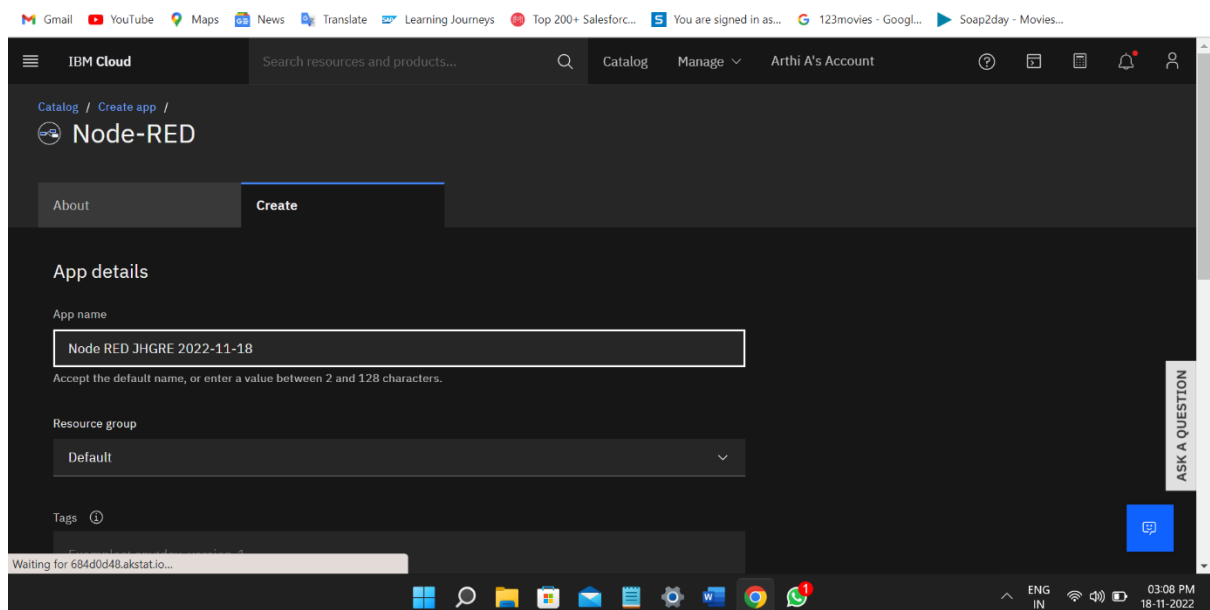 Gmail YouTube Maps News Translate Learning Journeys Top 200+ Salesforc... You are signed in as... 123movies - Googl... Soap2day - Movies...
IBM Cloud Search resources and products... Catalog Manage Arthi A's Account
Catalog / Create app /
Node-RED
About Create
App details
App name
Node RED JHGRE 2022-11-18
Accept the default name, or enter a value between 2 and 128 characters.
Resource group
Default
ASK A QUESTION
Tags
Waiting for 684d0d48.akstat.io...
1
ENG 03:08 PM
IN 18-11-2022